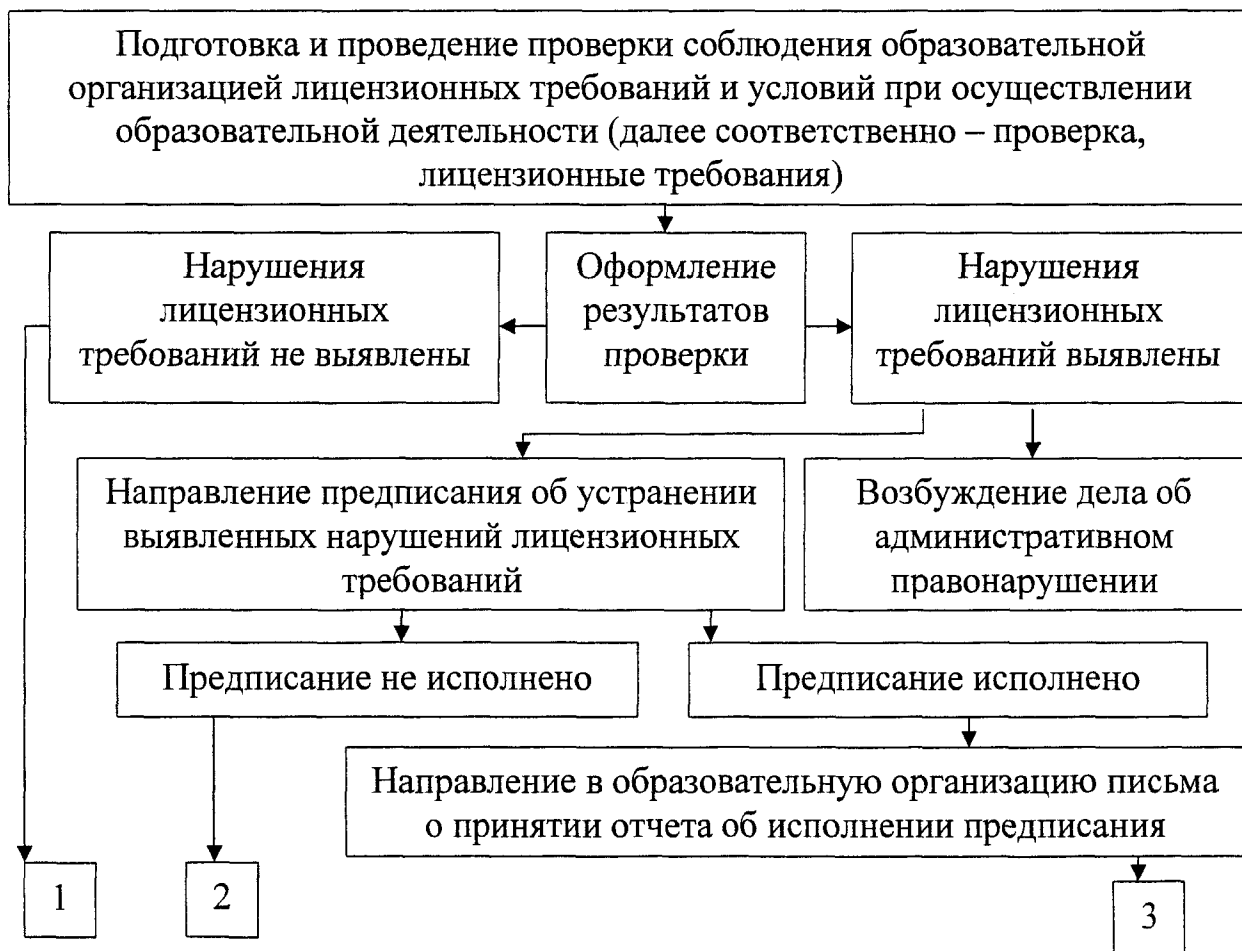 Подготовка и проведение проверки соблюдения образовательной
организацией лицензионных требований и условий при осуществлении
образовательной деятельности (далее соответственно – проверка,
лицензионные требования)
Нарушения
лицензионных
требований не выявлены
Оформление
результатов
проверки
Нарушения
лицензионных
требований выявлены
Направление предписания об устранении
выявленных нарушений лицензионных
требований
Возбуждение дела об
административном
правонарушении
Предписание не исполнено
Предписание исполнено
Направление в образовательную организацию письма
о принятии отчета об исполнении предписания
1
2
3